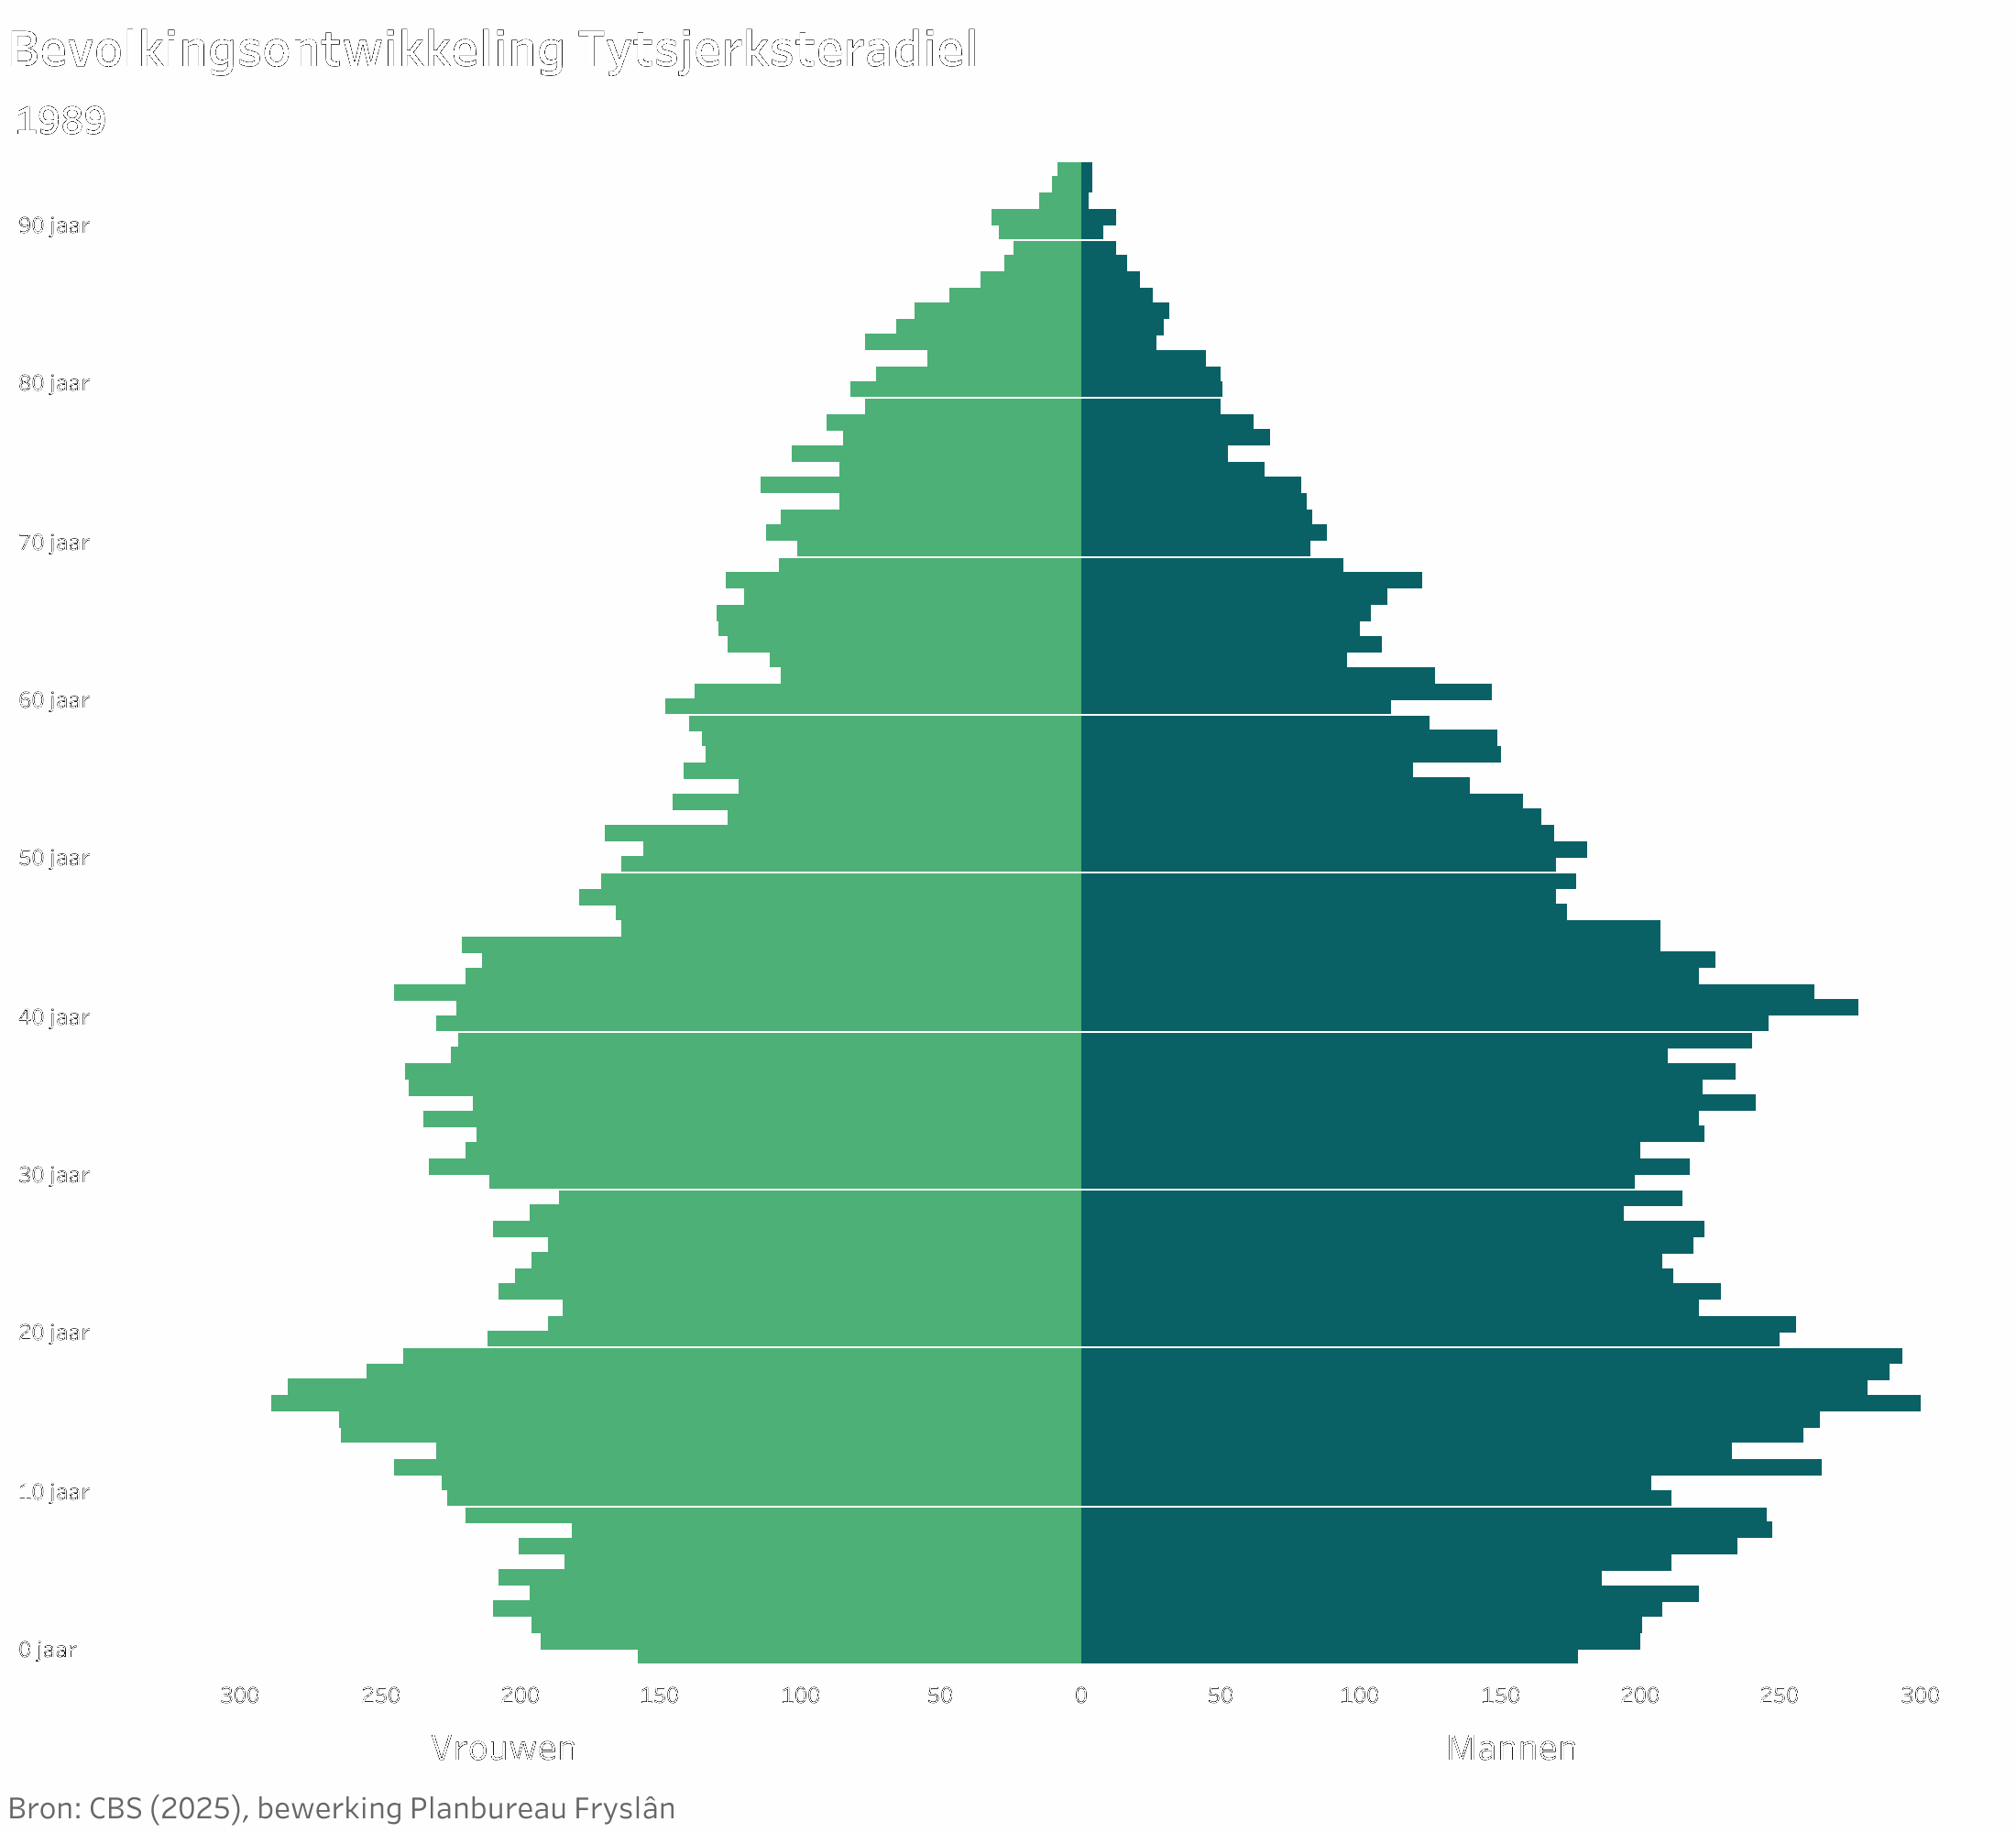 Bevolkingsontwikkeling Tytsjerksteradiel
1989
90 jaar
80 jaar
70 jaar
60 jaar
50 jaar
40 jaar
30 jaar
20 jaar
10 jaar
0 jaar
300 250 200 150 100 50 0 50 100 150 200 250 300
Vrouwen Mannen
Bron: CBS (2025), bewerking Planbureau Fryslân